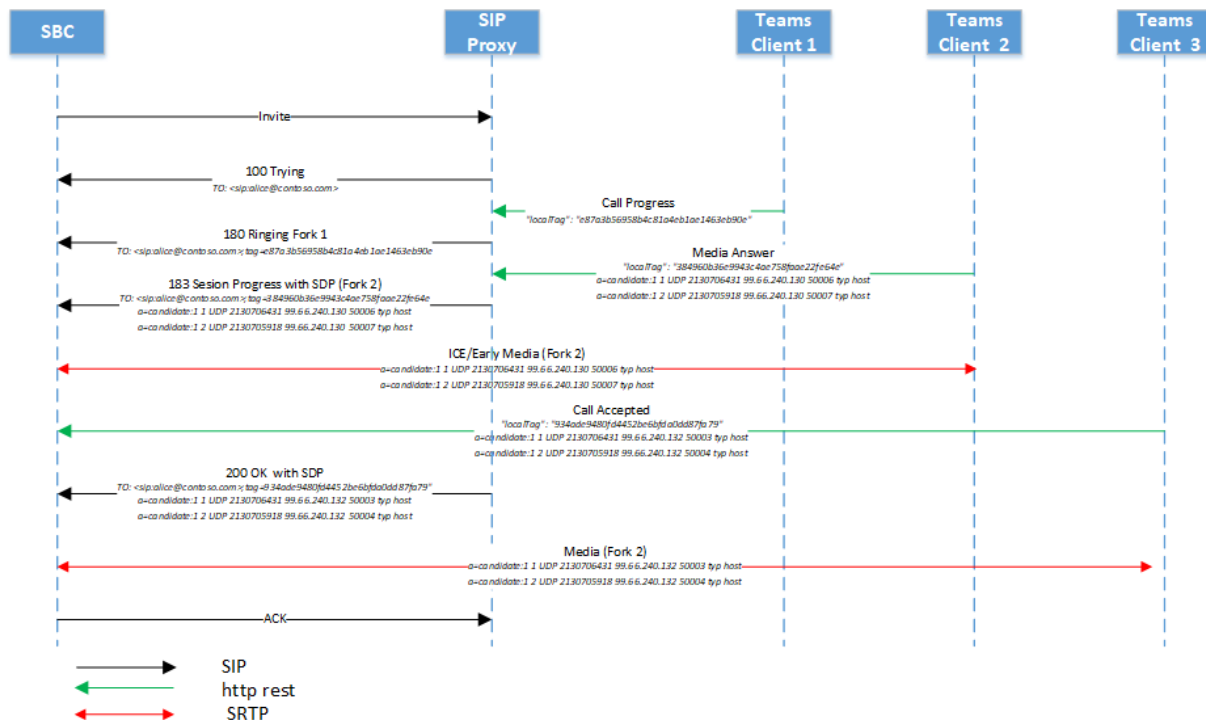 SBC
SIP
Proxy
Teams
Client 1
Teams
Client 2
Teams
Client 3
Invite
100 Trying
TO: <sip:alice@contoso.com>
Call Progress
"localTag" : "e87a3b56958b4c81a4eb1ae1463eb90e"
180 Ringing Fork 1
TO: <sip:alice@contoso.com>;tag=e87a3b56958b4c81a4eb1ae1463eb90e
Media Answer
"localTag" : "384960b36e9943c4ae758faae22fe64e"
a=candidate:1 1 UDP 2130706431 99.66.240.130 50006 typ host
a=candidate:1 2 UDP 2130705918 99.66.240.130 50007 typ host
183 Sesion Progress with SDP (Fork 2)
TO: <sip:alice@contoso.com>;tag=384960b36e9943c4ae758faae22fe64e
a=candidate:1 1 UDP 2130706431 99.66.240.130 50006 typ host
a=candidate:1 2 UDP 2130705918 99.66.240.130 50007 typ host
ICE/Early Media (Fork 2)
a=candidate:1 1 UDP 2130706431 99.66.240.130 50006 typ host
a=candidate:1 2 UDP 2130705918 99.66.240.130 50007 typ host
Call Accepted
"localTag" : "934ade9480fd4452be6bfda0dd87fa79"
a=candidate:1 1 UDP 2130706431 99.66.240.132 50003 typ host
a=candidate:1 2 UDP 2130705918 99.66.240.132 50004 typ host
200 OK with SDP
TO: <sip:alice@contoso.com>;tag=934ade9480fd4452be6bfda0dd87fa79"
a=candidate:1 1 UDP 2130706431 99.66.240.132 50003 typ host
a=candidate:1 2 UDP 2130705918 99.66.240.132 50004 typ host
Media (Fork 2)
a=candidate:1 1 UDP 2130706431 99.66.240.132 50003 typ host
a=candidate:1 2 UDP 2130705918 99.66.240.132 50004 typ host
ACK
SIP
http rest
SRTP